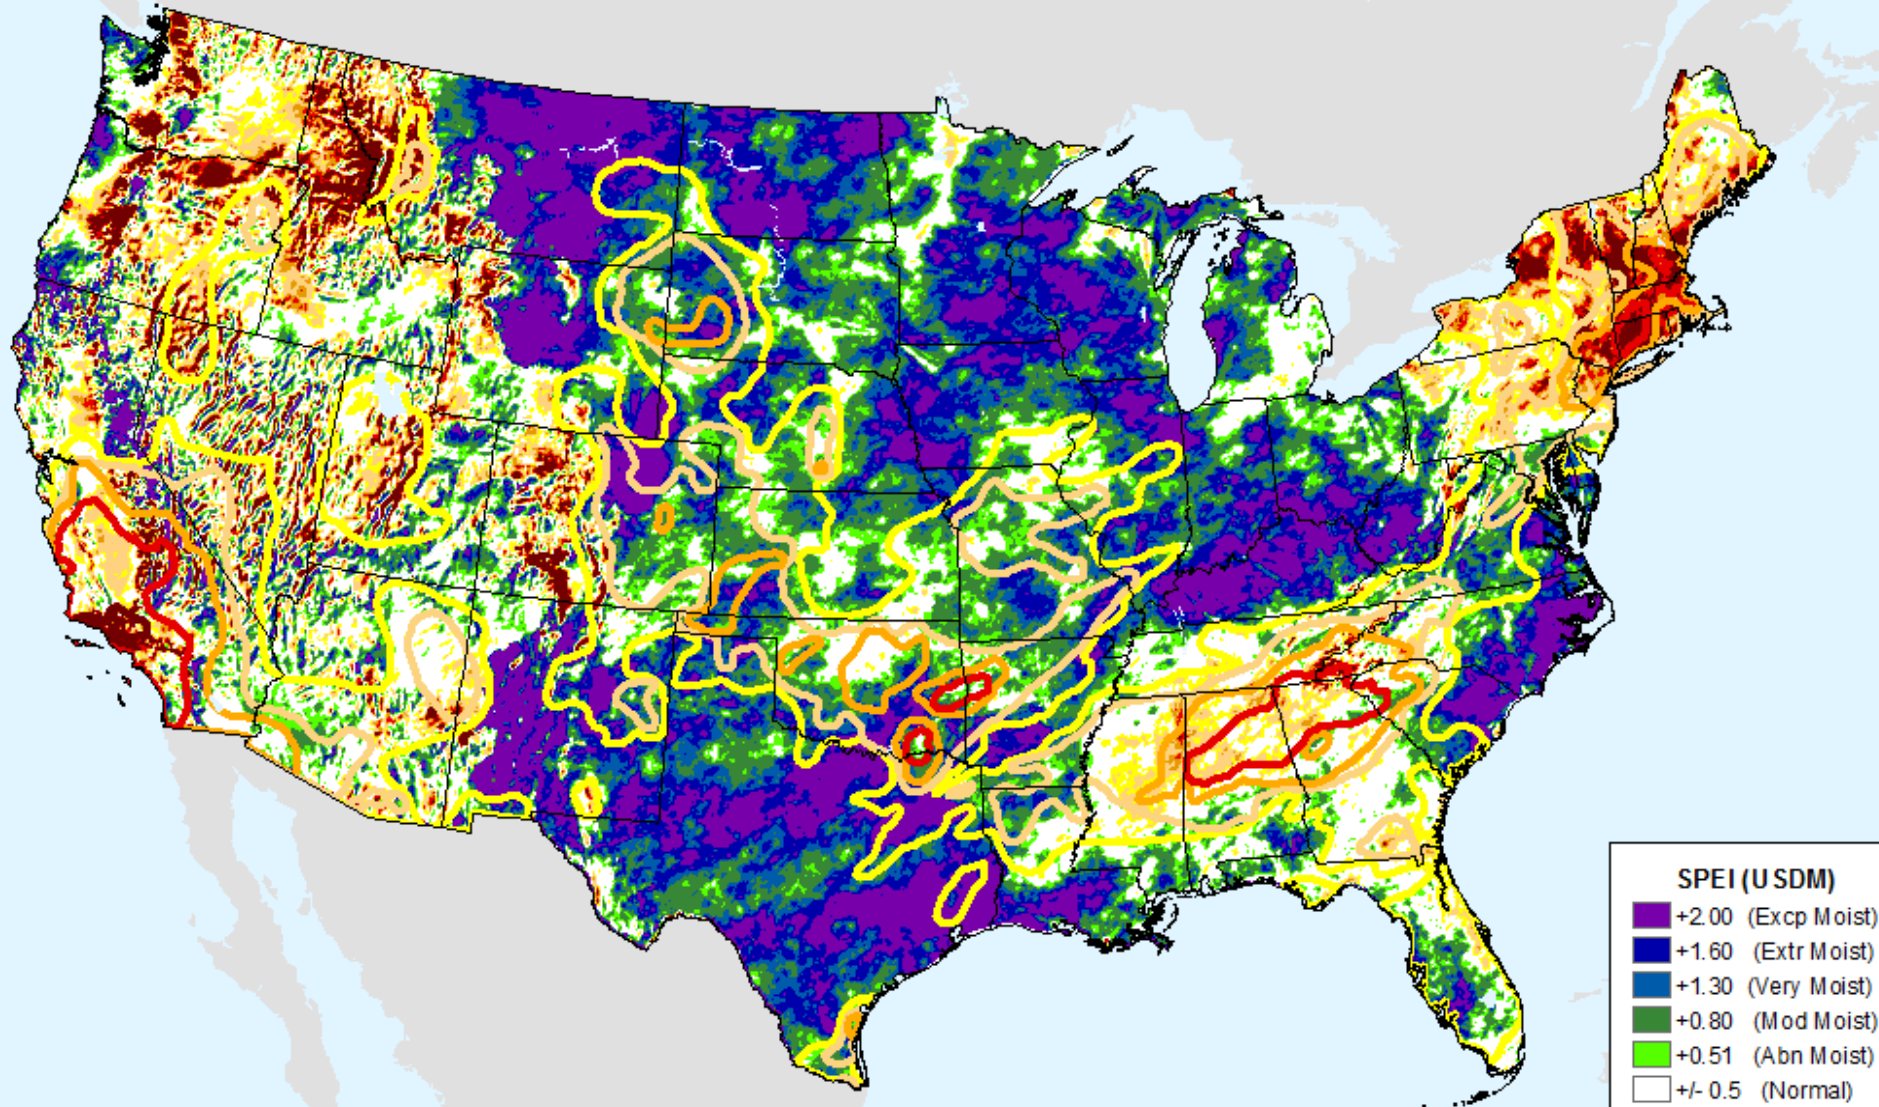 SPEI (USDM)
+2.00 (Excp Moist)
+1.60 (Extr Moist)
+1.30 (Very Moist)
+0.80 (Mod Moist)
+0.51 (Abn Moist)
+/- 0.5 (Normal)